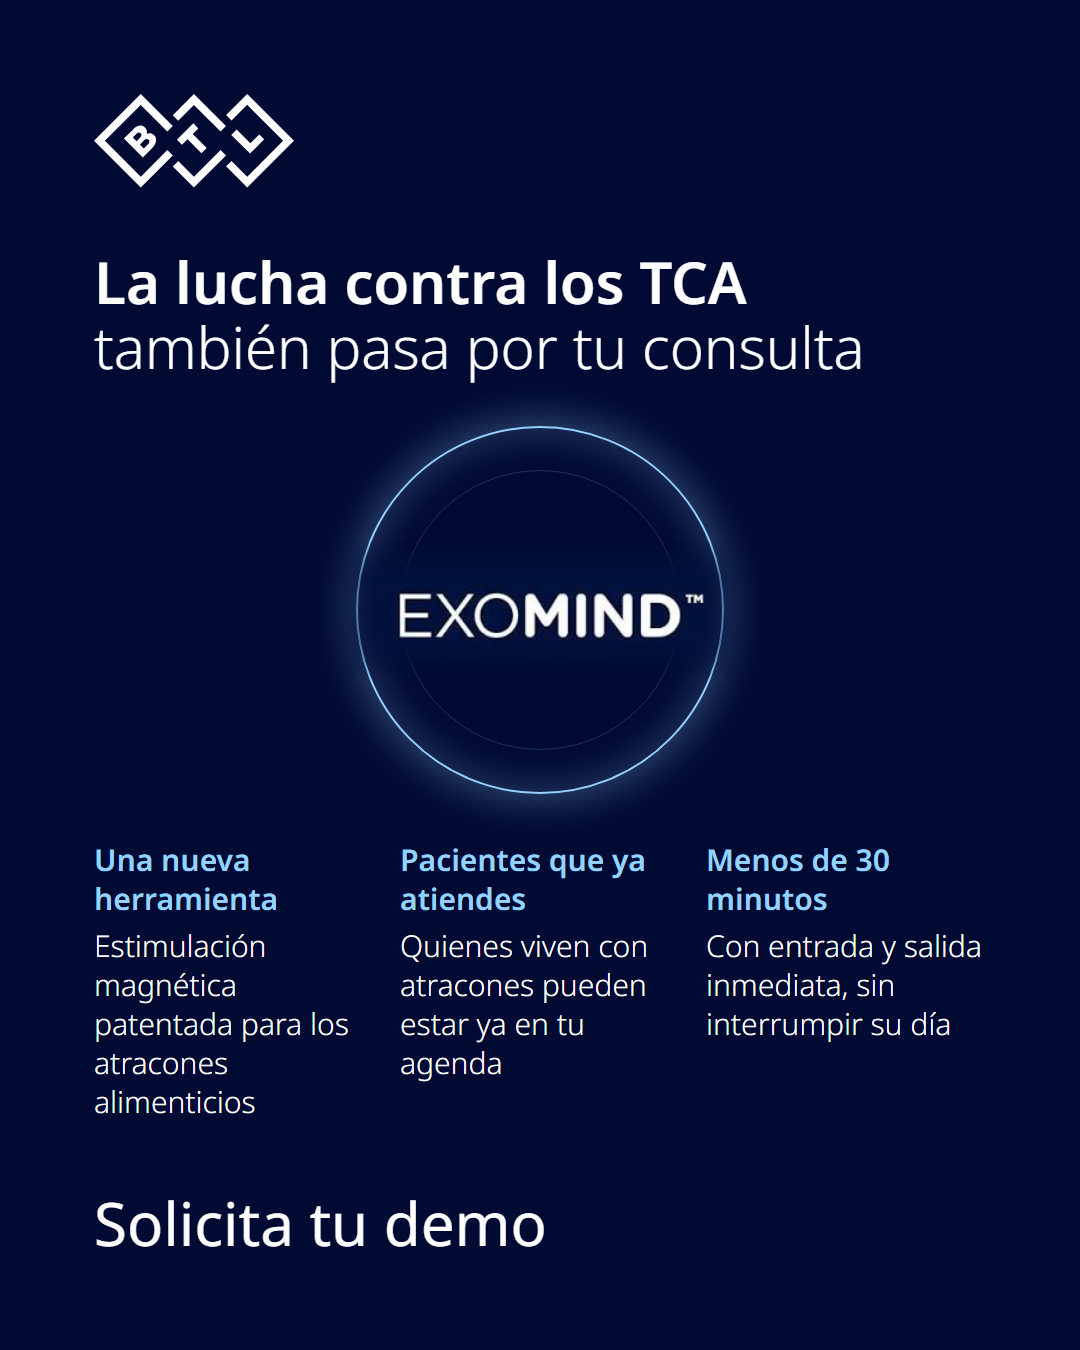 BTL
La lucha contra los TCA
también pasa por tu consulta
EXOMIND™
Una nueva
herramienta
Estimulación
magnética
patentada para los
atracones
alimenticios
Pacientes que ya
atiendes
Quienes viven con
atracones pueden
estar ya en tu
agenda
Menos de 30
minutos
Con entrada y salida
inmediata, sin
interrumpir su día
Solicita tu demo